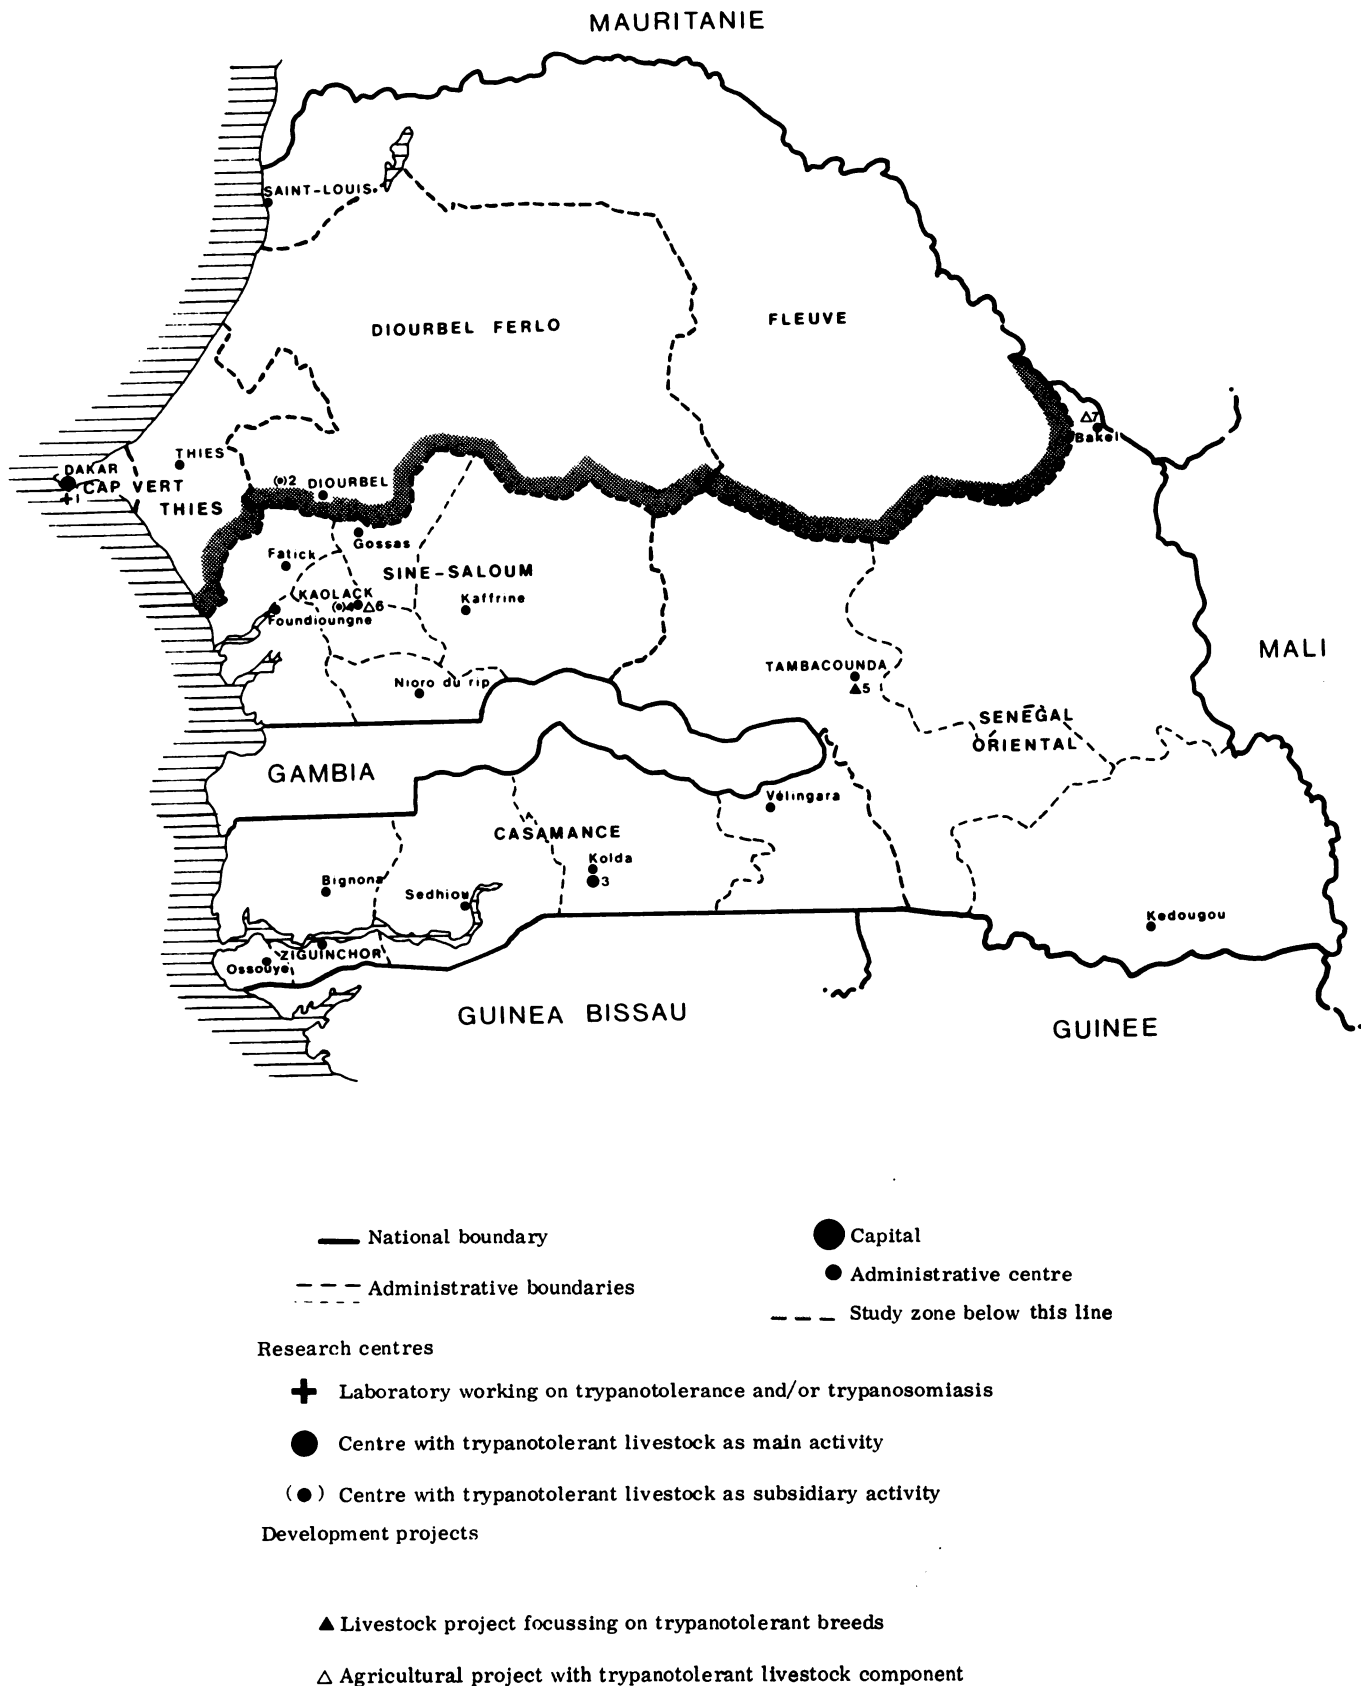 MAURITANIE
SAINT-LOUIS
DIOURBEL FERLO
FLEUVE
△7
Bakel
THIES
DAKAR
CAP VERT
+1
THIES
(•)2 DIOURBEL
Gossas
Fatick
SINE-SALOUM
KAOLACK
(•)4 △6
Kaffrine
Foundioungne
MALI
TAMBACOUNDA
▲5
Nioro du rip
SENEGAL
ORIENTAL
GAMBIA
Vélingara
CASAMANCE
Kolda
●3
Bignona
Sedhiou
Kedougou
ZIGUINCHOR
Ossouye
GUINEA BISSAU
GUINEE
National boundary
Capital
Administrative boundaries
Administrative centre
Study zone below this line
Research centres
Laboratory working on trypanotolerance and/or trypanosomiasis
Centre with trypanotolerant livestock as main activity
(●) Centre with trypanotolerant livestock as subsidiary activity
Development projects
▲ Livestock project focussing on trypanotolerant breeds
△ Agricultural project with trypanotolerant livestock component